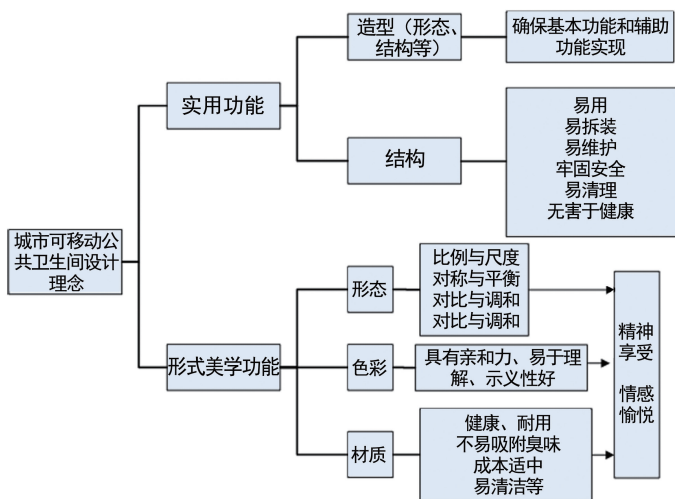 城市可移动公
共卫生间设计
理念
实用功能
造型（形态、
结构等）
确保基本功能和辅助
功能实现
结构
易用
易拆装
易维护
牢固安全
易清理
无害于健康
形式美学功能
形态
比例与尺度
对称与平衡
对比与调和
对比与调和
色彩
具有亲和力、易于理
解、示义性好
材质
健康、耐用
不易吸附臭味
成本适中
易清洁等
精神
享受
情感
愉悦